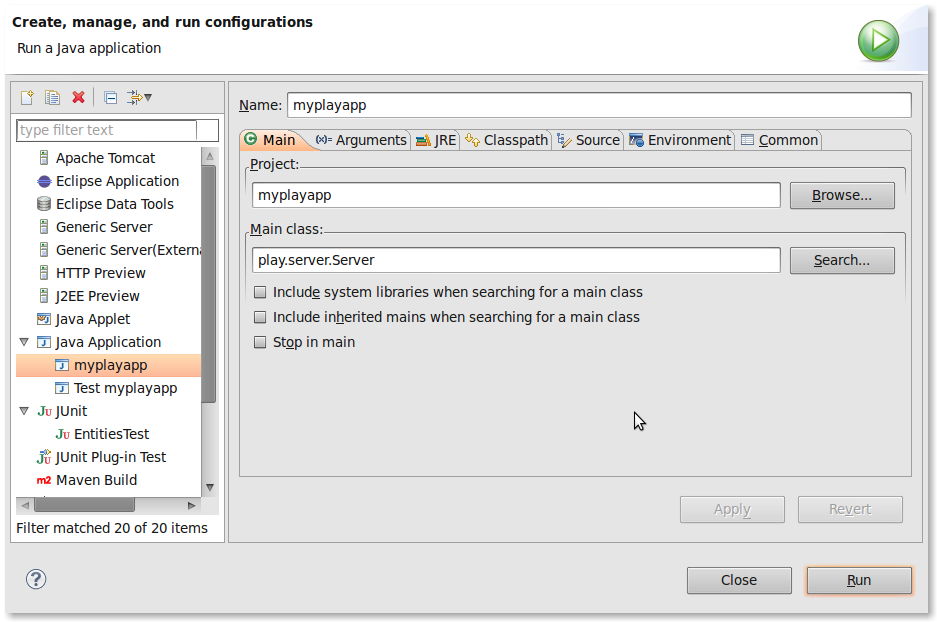 Create, manage, and run configurations
Run a Java application
type filter text
Apache Tomcat
Eclipse Application
Eclipse Data Tools
Generic Server
Generic Server(Externa
HTTP Preview
J2EE Preview
Java Applet
Java Application
myplayapp
Test myplayapp
Ju JUnit
Ju EntitiesTest
JUnit Plug-in Test
m2 Maven Build
Filter matched 20 of 20 items
Name: myplayapp
Main (x)= Arguments JRE Classpath Source Environment Common
Project:
myplayapp Browse...
Main class:
play.server.Server Search...
Include system libraries when searching for a main class
Include inherited mains when searching for a main class
Stop in main
Apply Revert
? Close Run